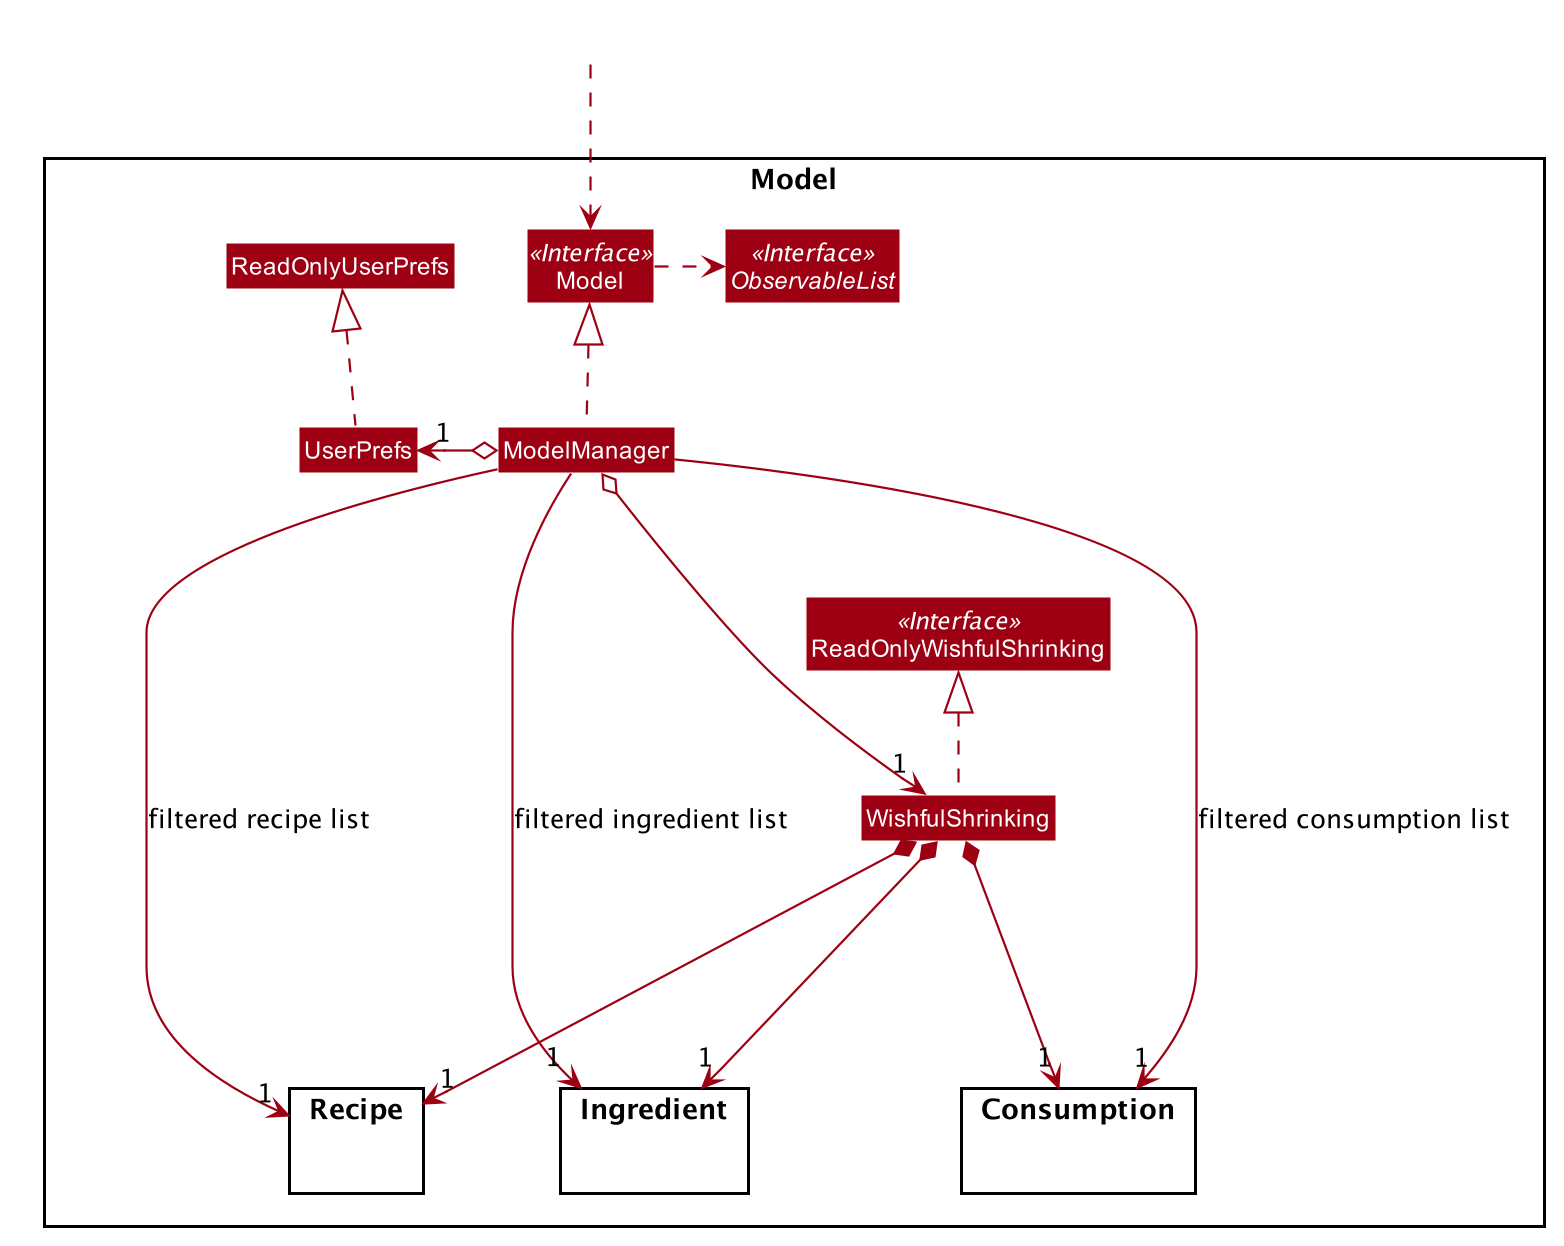 Model
ReadOnlyUserPrefs
«Interface»
Model
«Interface»
ObservableList
UserPrefs
1
ModelManager
«Interface»
ReadOnlyWishfulShrinking
1
WishfulShrinking
filtered recipe list
filtered ingredient list
filtered consumption list
1
1
1
1
1
1
Recipe
Ingredient
Consumption